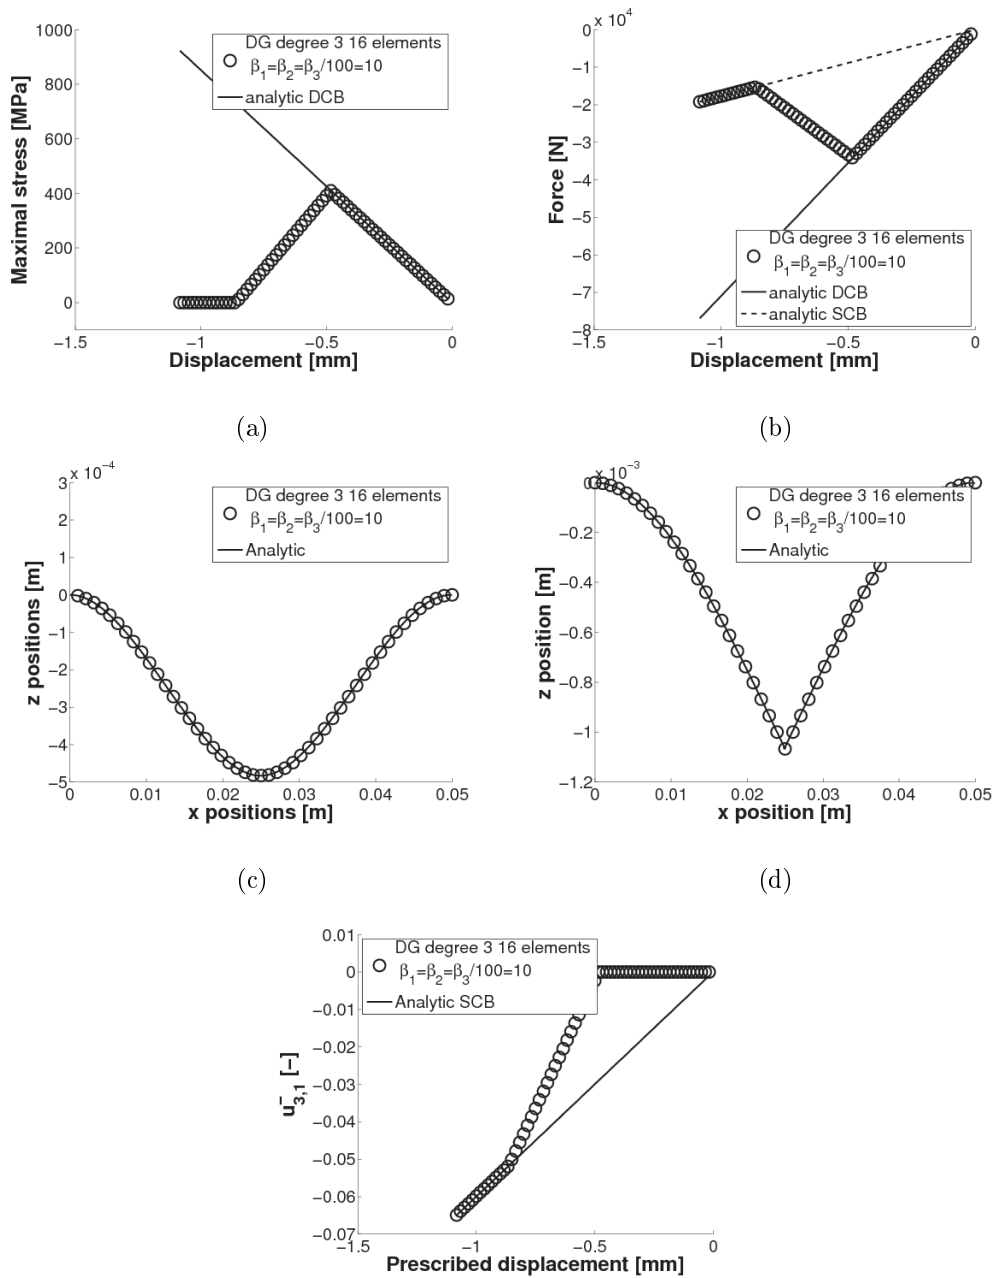 1000
800
600
400
200
0
Maximal stress [MPa]
DG degree 3 16 elements
β1=β2=β3/100=10
analytic DCB
−1.5
−1
−0.5
0
Displacement [mm]
(a)
x 10^4
0
−1
−2
−3
−4
−5
−6
−7
−8
Force [N]
DG degree 3 16 elements
β1=β2=β3/100=10
analytic DCB
analytic SCB
−1.5
−1
−0.5
0
Displacement [mm]
(b)
x 10^−4
3
2
1
0
−1
−2
−3
−4
−5
z positions [m]
DG degree 3 16 elements
β1=β2=β3/100=10
Analytic
0
0.01
0.02
0.03
0.04
0.05
x positions [m]
(c)
x 10^−3
0
−0.2
−0.4
−0.6
−0.8
−1
−1.2
z position [m]
DG degree 3 16 elements
β1=β2=β3/100=10
Analytic
0
0.01
0.02
0.03
0.04
0.05
x position [m]
(d)
0.01
0
−0.01
−0.02
−0.03
−0.04
−0.05
−0.06
−0.07
u−3,1 [−]
DG degree 3 16 elements
β1=β2=β3/100=10
Analytic SCB
−1.5
−1
−0.5
0
Prescribed displacement [mm]